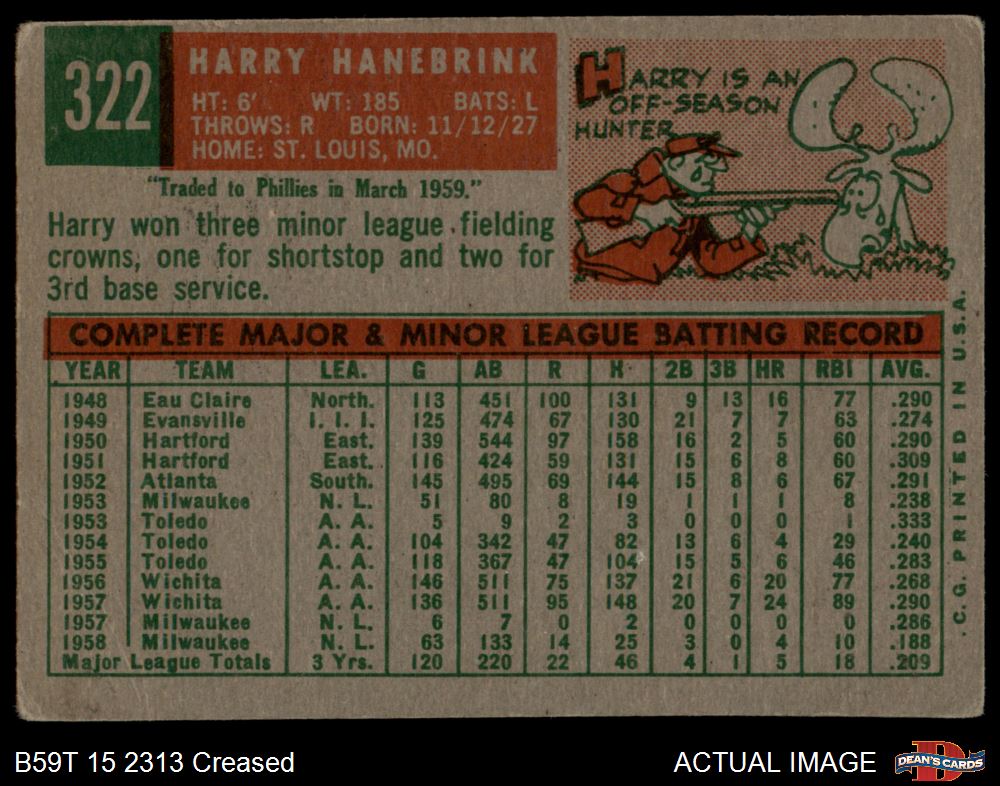 322
HARRY HANEBRINK
HT: 6' WT: 185 BATS: L
THROWS: R BORN: 11/12/27
HOME: ST. LOUIS, MO.
"Traded to Phillies in March 1959."
Harry won three minor league fielding
crowns, one for shortstop and two for
3rd base service.
HARRY IS AN
OFF-SEASON
HUNTER
COMPLETE MAJOR & MINOR LEAGUE BATTING RECORD
YEAR TEAM LEA. G AB R H 2B 3B HR RBI AVG.
1948 Eau Claire North. 113 451 100 131 9 13 16 77 .290
1949 Evansville I. I. I. 125 474 67 130 21 7 7 63 .274
1950 Hartford East. 139 544 97 158 16 2 5 60 .290
1951 Hartford East. 116 424 59 131 15 6 8 60 .309
1952 Atlanta South. 145 495 69 144 15 8 6 67 .291
1953 Milwaukee N. L. 51 80 8 19 1 1 1 8 .238
1953 Toledo A. A. 5 9 2 3 0 0 0 1 .333
1954 Toledo A. A. 104 342 47 82 13 6 4 29 .240
1955 Toledo A. A. 118 367 47 104 15 5 6 46 .283
1956 Wichita A. A. 146 511 75 137 21 6 20 77 .268
1957 Wichita A. A. 136 511 95 148 20 7 24 89 .290
1957 Milwaukee N. L. 6 7 0 2 0 0 0 0 .286
1958 Milwaukee N. L. 63 133 14 25 3 0 4 10 .188
Major League Totals 3 Yrs. 120 220 22 46 4 1 5 18 .209
. C. G. PRINTED IN U.S.A.
B59T 15 2313 Creased
ACTUAL IMAGE
DEAN'S CARDS